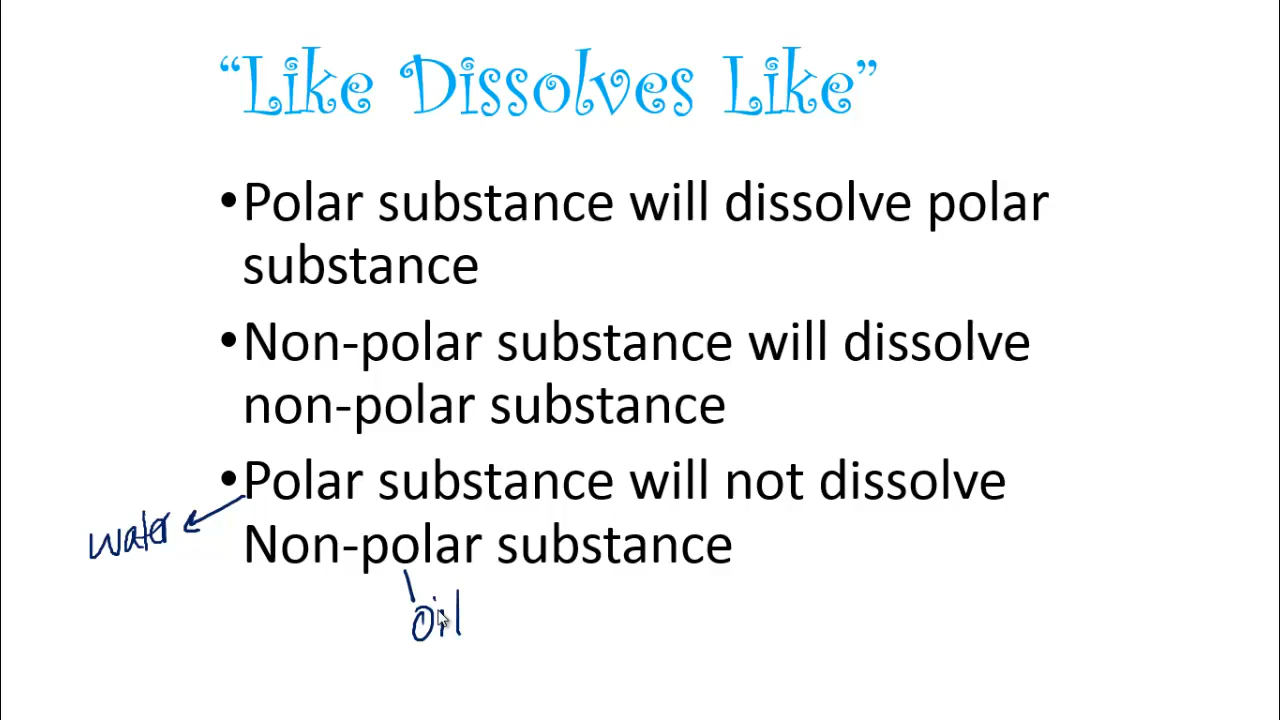 “Like Dissolves Like”
•Polar substance will dissolve polar
substance
•Non-polar substance will dissolve
non-polar substance
•Polar substance will not dissolve
water
Non-polar substance
oil